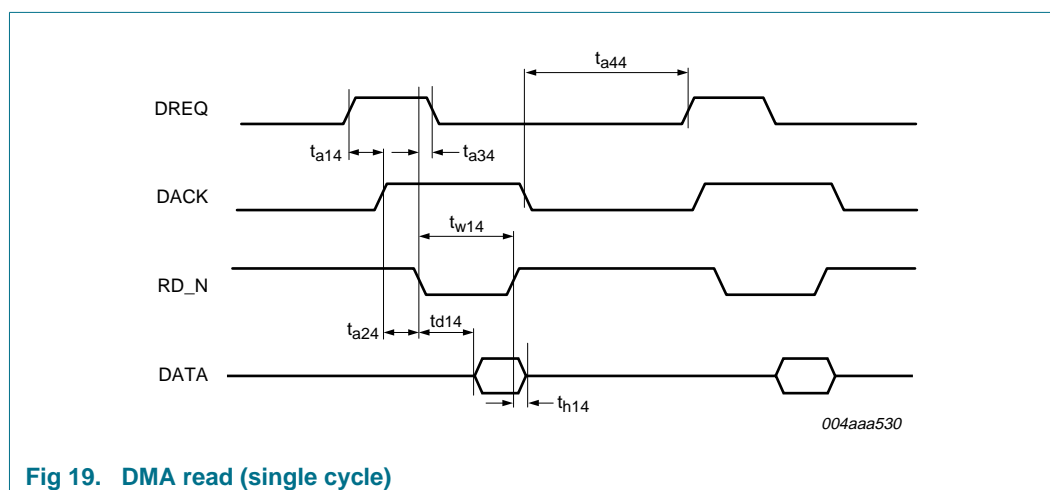 t_a44
DREQ
t_a14
t_a34
DACK
t_w14
RD_N
t_a24
td14
DATA
t_h14
004aaa530
Fig 19. DMA read (single cycle)